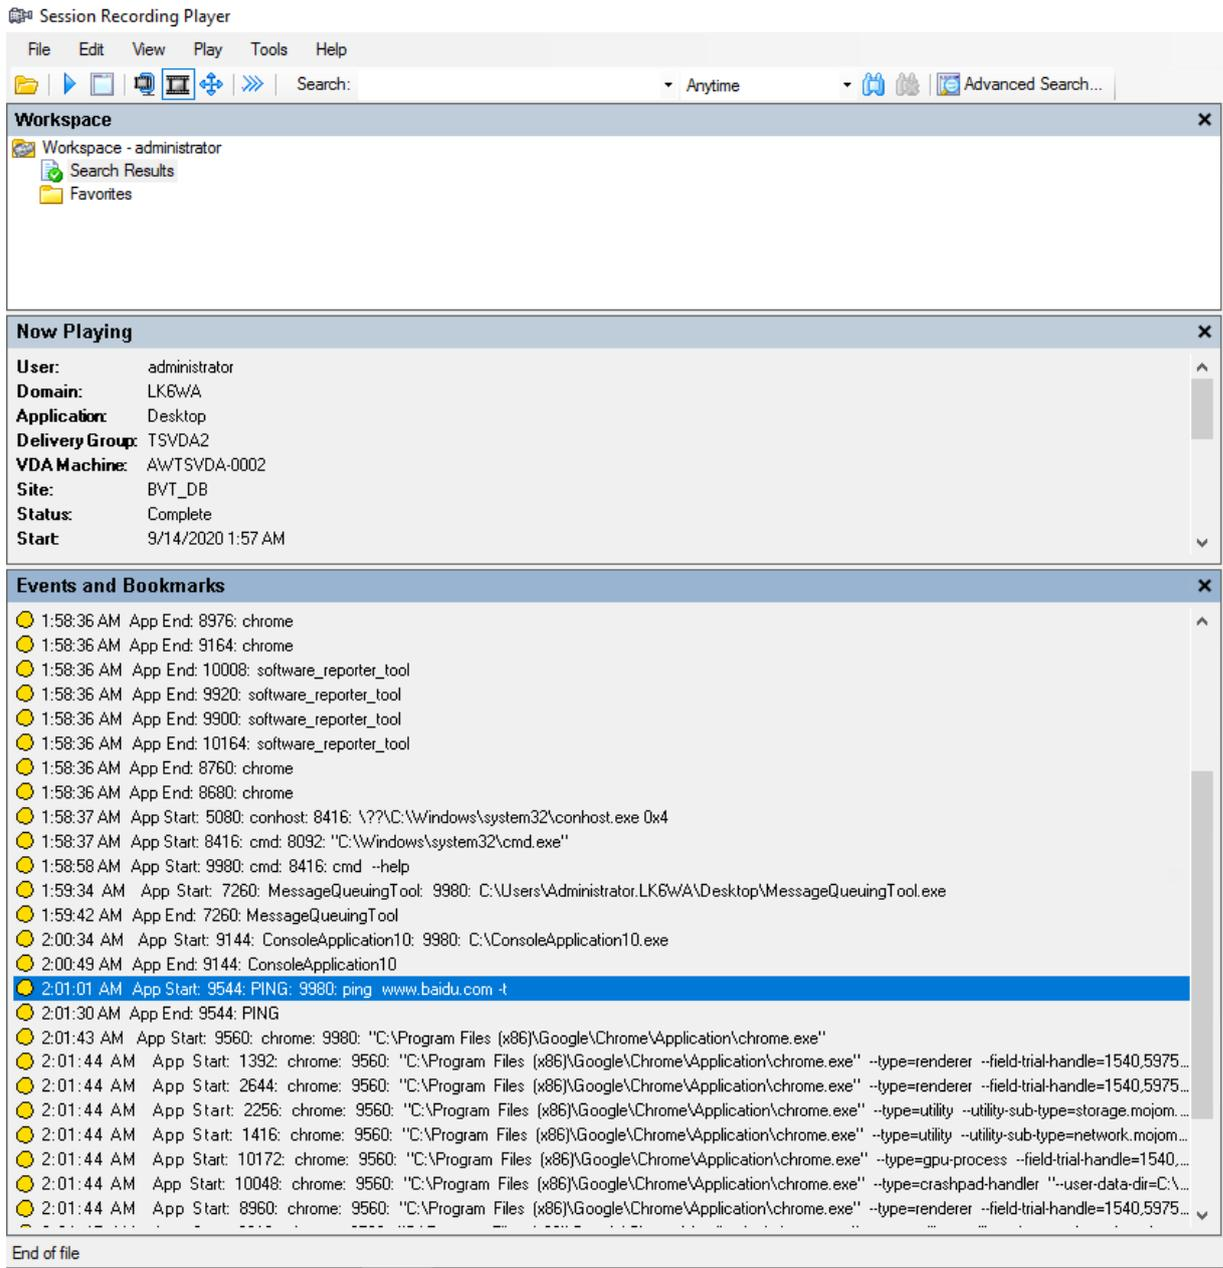 Session Recording Player
File Edit View Play Tools Help
Search: Anytime Advanced Search...
Workspace
Workspace - administrator
Search Results
Favorites
Now Playing
User: administrator
Domain: LK6WA
Application: Desktop
Delivery Group: TSVDA2
VDA Machine: AWTSVDA-0002
Site: BVT_DB
Status: Complete
Start: 9/14/2020 1:57 AM
Events and Bookmarks
1:58:36 AM App End: 8976: chrome
1:58:36 AM App End: 9164: chrome
1:58:36 AM App End: 10008: software_reporter_tool
1:58:36 AM App End: 9920: software_reporter_tool
1:58:36 AM App End: 9900: software_reporter_tool
1:58:36 AM App End: 10164: software_reporter_tool
1:58:36 AM App End: 8760: chrome
1:58:36 AM App End: 8680: chrome
1:58:37 AM App Start: 5080: conhost: 8416: \??\C:\Windows\system32\conhost.exe 0x4
1:58:37 AM App Start: 8416: cmd: 8092: "C:\Windows\system32\cmd.exe"
1:58:58 AM App Start: 9980: cmd: 8416: cmd --help
1:59:34 AM App Start: 7260: MessageQueuingTool: 9980: C:\Users\Administrator.LK6WA\Desktop\MessageQueuingTool.exe
1:59:42 AM App End: 7260: MessageQueuingTool
2:00:34 AM App Start: 9144: ConsoleApplication10: 9980: C:\ConsoleApplication10.exe
2:00:49 AM App End: 9144: ConsoleApplication10
2:01:01 AM App Start: 9544: PING: 9980: ping www.baidu.com -t
2:01:30 AM App End: 9544: PING
2:01:43 AM App Start: 9560: chrome: 9980: "C:\Program Files (x86)\Google\Chrome\Application\chrome.exe"
2:01:44 AM App Start: 1392: chrome: 9560: "C:\Program Files (x86)\Google\Chrome\Application\chrome.exe" --type=renderer --field-trial-handle=1540,5975...
2:01:44 AM App Start: 2644: chrome: 9560: "C:\Program Files (x86)\Google\Chrome\Application\chrome.exe" --type=renderer --field-trial-handle=1540,5975...
2:01:44 AM App Start: 2256: chrome: 9560: "C:\Program Files (x86)\Google\Chrome\Application\chrome.exe" --type=utility --utility-sub-type=storage.mojom....
2:01:44 AM App Start: 1416: chrome: 9560: "C:\Program Files (x86)\Google\Chrome\Application\chrome.exe" --type=utility --utility-sub-type=network.mojom...
2:01:44 AM App Start: 10172: chrome: 9560: "C:\Program Files (x86)\Google\Chrome\Application\chrome.exe" --type=gpu-process --field-trial-handle=1540,...
2:01:44 AM App Start: 10048: chrome: 9560: "C:\Program Files (x86)\Google\Chrome\Application\chrome.exe" --type=crashpad-handler "--user-data-dir=C:\...
2:01:44 AM App Start: 8960: chrome: 9560: "C:\Program Files (x86)\Google\Chrome\Application\chrome.exe" --type=renderer --field-trial-handle=1540,5975...
End of file